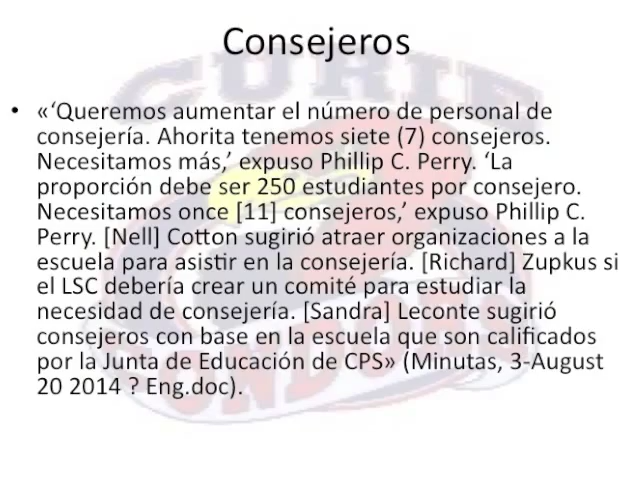 Consejeros
• «‘Queremos aumentar el número de personal de
consejería. Ahorita tenemos siete (7) consejeros.
Necesitamos más,’ expuso Phillip C. Perry. ‘La
proporción debe ser 250 estudiantes por consejero.
Necesitamos once [11] consejeros,’ expuso Phillip C.
Perry. [Nell] Cotton sugirió atraer organizaciones a la
escuela para asistir en la consejería. [Richard] Zupkus si
el LSC debería crear un comité para estudiar la
necesidad de consejería. [Sandra] Leconte sugirió
consejeros con base en la escuela que son calificados
por la Junta de Educación de CPS» (Minutas, 3-August
20 2014 ? Eng.doc).
CURIE
CONDORS